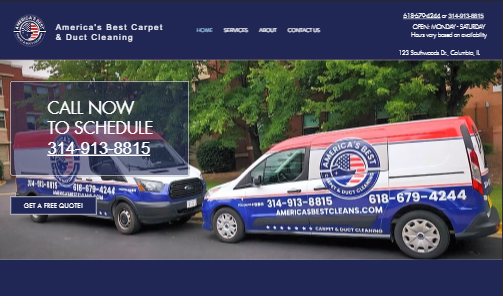 America's Best Carpet
& Duct Cleaning
HOME SERVICES ABOUT CONTACT US
618-679-4244 or 314-913-8815
OPEN: MONDAY - SATURDAY
Hours vary based on availability
123 Southwoods Dr., Columbia, IL
CALL NOW
TO SCHEDULE
314-913-8815
GET A FREE QUOTE!
314-913-8815
618-679-4244
AMERICA'S BEST
CARPET & DUCT CLEANING
314-913-8815 618-679-4244
AMERICASBESTCLEANS.COM
CARPET & DUCT CLEANING